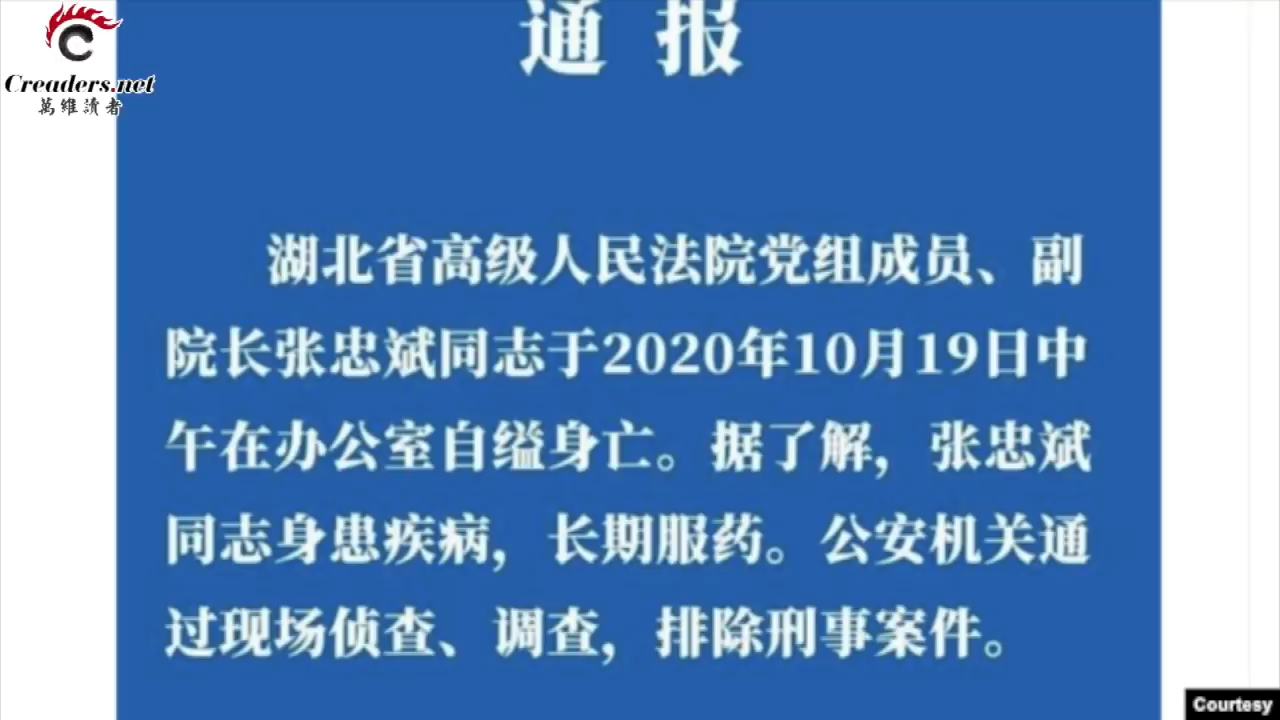 Creaders.net
萬維讀者
通报
湖北省高级人民法院党组成员、副
院长张忠斌同志于2020年10月19日中
午在办公室自缢身亡。据了解，张忠斌
同志身患疾病，长期服药。公安机关通
过现场侦查、调查，排除刑事案件。
Courtesy